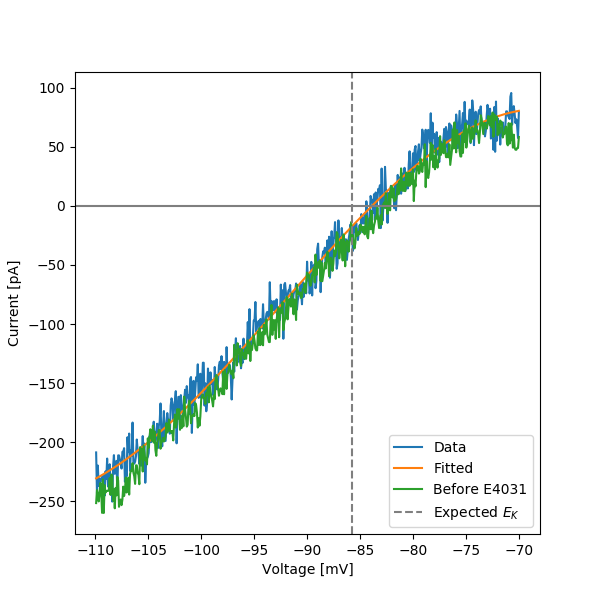 100
50
0
−50
−100
−150
−200
−250
Current [pA]
−110 −105 −100 −95 −90 −85 −80 −75 −70
Voltage [mV]
Data
Fitted
Before E4031
Expected E_K